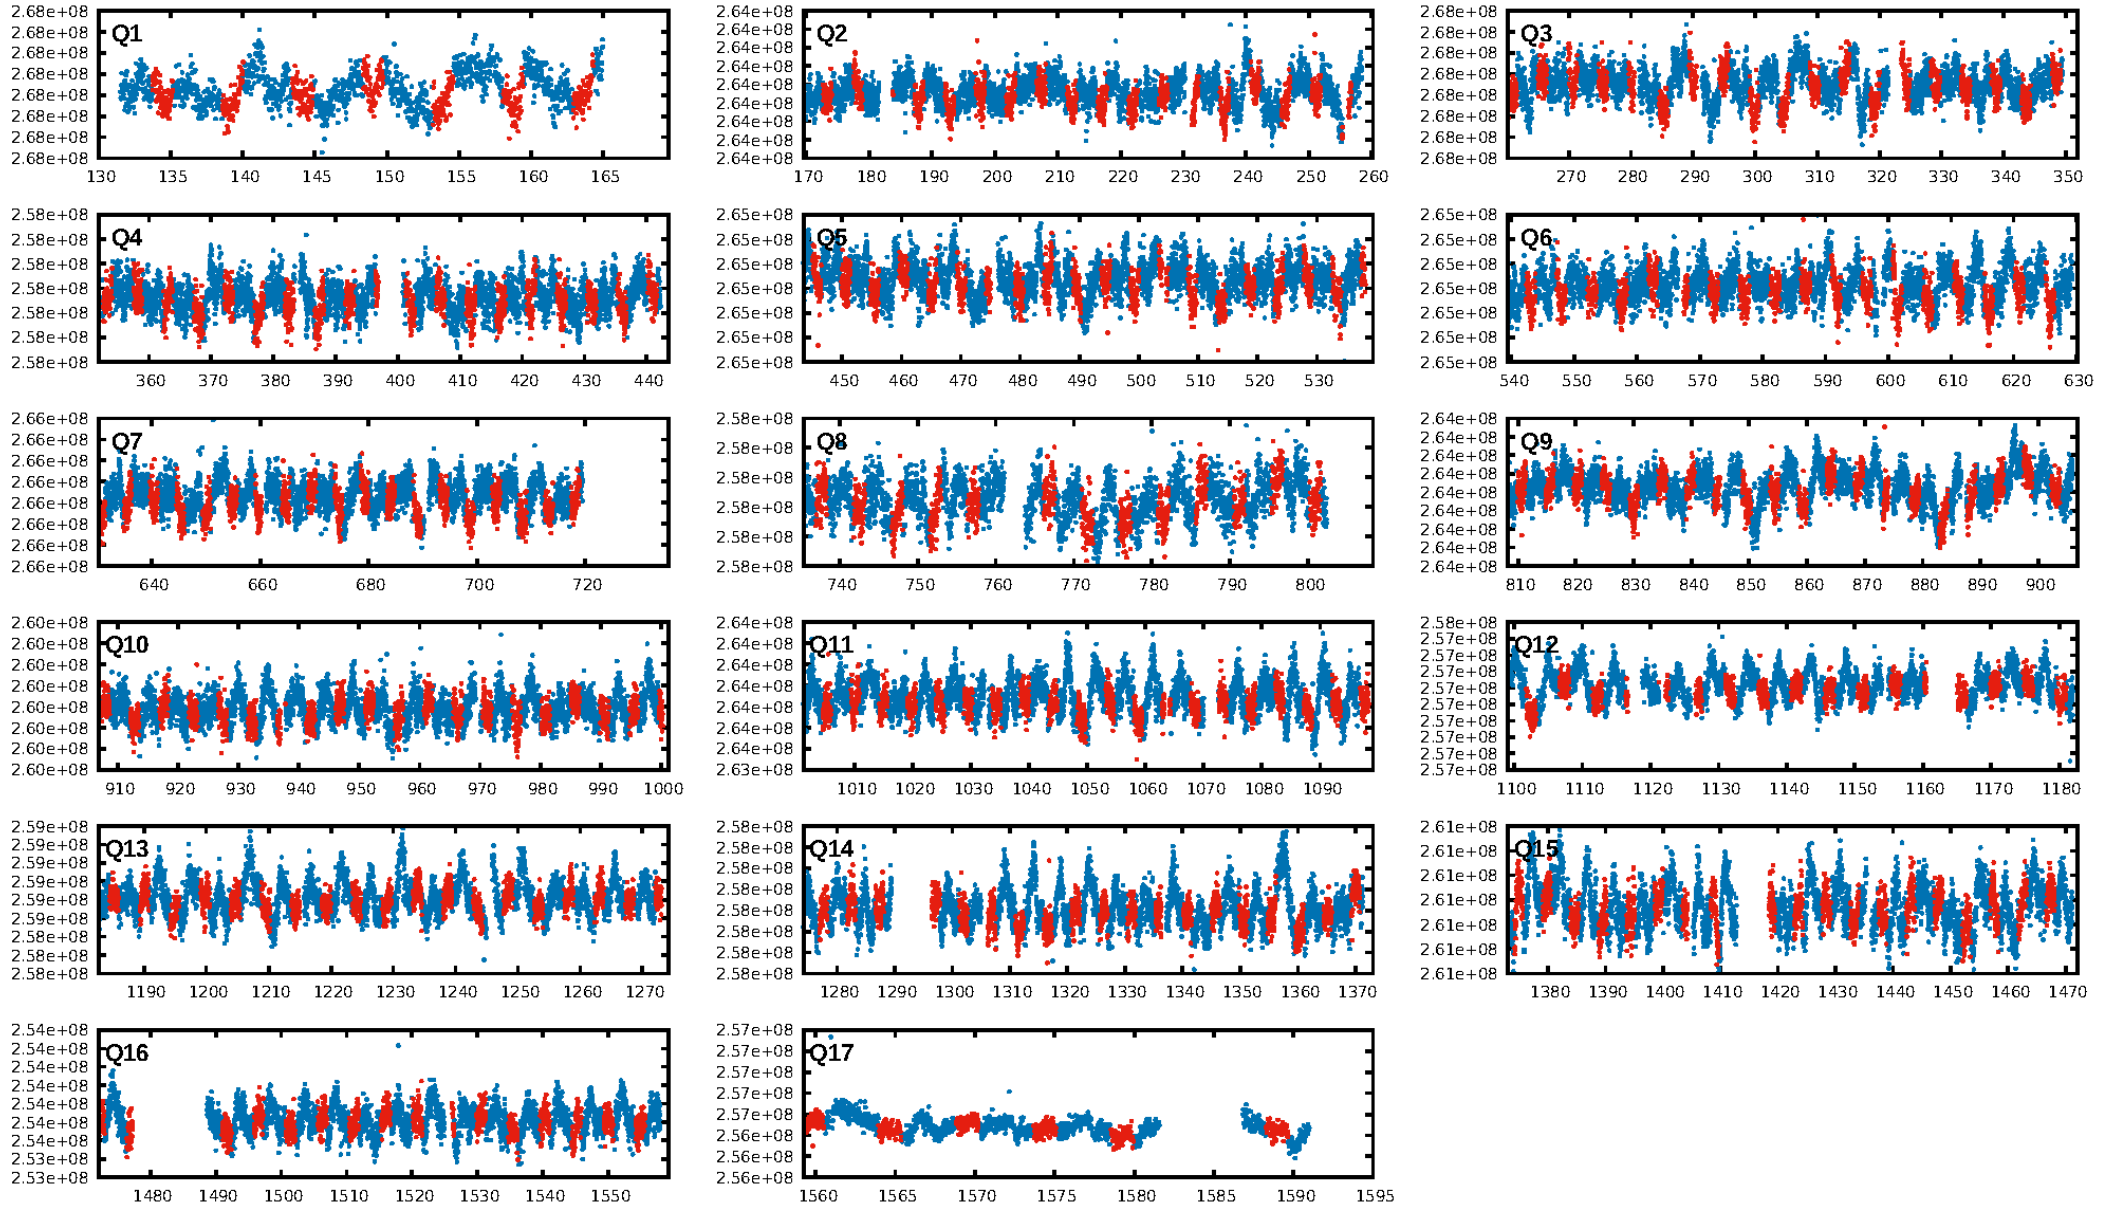 Q1
2.68e+08
2.68e+08
2.68e+08
2.68e+08
2.68e+08
2.68e+08
2.68e+08
2.68e+08
130 135 140 145 150 155 160 165
Q2
2.64e+08
2.64e+08
2.64e+08
2.64e+08
2.64e+08
2.64e+08
2.64e+08
2.64e+08
2.64e+08
170 180 190 200 210 220 230 240 250 260
Q3
2.68e+08
2.68e+08
2.68e+08
2.68e+08
2.68e+08
2.68e+08
2.68e+08
2.68e+08
270 280 290 300 310 320 330 340 350
Q4
2.58e+08
2.58e+08
2.58e+08
2.58e+08
2.58e+08
2.58e+08
2.58e+08
360 370 380 390 400 410 420 430 440
Q5
2.65e+08
2.65e+08
2.65e+08
2.65e+08
2.65e+08
2.65e+08
2.65e+08
450 460 470 480 490 500 510 520 530
Q6
2.65e+08
2.65e+08
2.65e+08
2.65e+08
2.65e+08
2.65e+08
2.65e+08
540 550 560 570 580 590 600 610 620 630
Q7
2.66e+08
2.66e+08
2.66e+08
2.66e+08
2.66e+08
2.66e+08
2.66e+08
2.66e+08
640 660 680 700 720
Q8
2.58e+08
2.58e+08
2.58e+08
2.58e+08
2.58e+08
2.58e+08
740 750 760 770 780 790 800
Q9
2.64e+08
2.64e+08
2.64e+08
2.64e+08
2.64e+08
2.64e+08
2.64e+08
2.64e+08
2.64e+08
810 820 830 840 850 860 870 880 890 900
Q10
2.60e+08
2.60e+08
2.60e+08
2.60e+08
2.60e+08
2.60e+08
2.60e+08
2.60e+08
910 920 930 940 950 960 970 980 990 1000
Q11
2.64e+08
2.64e+08
2.64e+08
2.64e+08
2.64e+08
2.64e+08
2.64e+08
2.63e+08
1010 1020 1030 1040 1050 1060 1070 1080 1090
Q12
2.58e+08
2.57e+08
2.57e+08
2.57e+08
2.57e+08
2.57e+08
2.57e+08
2.57e+08
2.57e+08
2.57e+08
1100 1110 1120 1130 1140 1150 1160 1170 1180
Q13
2.59e+08
2.59e+08
2.59e+08
2.59e+08
2.59e+08
2.59e+08
2.58e+08
2.58e+08
2.58e+08
1190 1200 1210 1220 1230 1240 1250 1260 1270
Q14
2.58e+08
2.58e+08
2.58e+08
2.58e+08
2.58e+08
2.58e+08
2.58e+08
2.58e+08
1280 1290 1300 1310 1320 1330 1340 1350 1360 1370
Q15
2.61e+08
2.61e+08
2.61e+08
2.61e+08
2.61e+08
2.61e+08
2.61e+08
1380 1390 1400 1410 1420 1430 1440 1450 1460 1470
Q16
2.54e+08
2.54e+08
2.54e+08
2.54e+08
2.54e+08
2.54e+08
2.54e+08
2.53e+08
2.53e+08
1480 1490 1500 1510 1520 1530 1540 1550
Q17
2.57e+08
2.57e+08
2.57e+08
2.57e+08
2.57e+08
2.56e+08
2.56e+08
2.56e+08
1560 1565 1570 1575 1580 1585 1590 1595